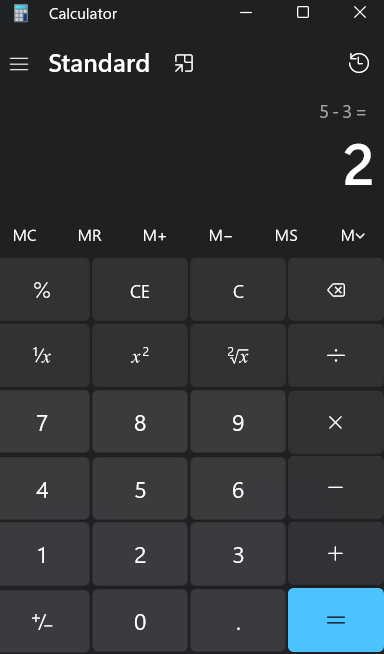 Calculator
Standard
5 - 3 =
2
MC MR M+ M− MS M
% CE C
¹/x x² ²√x ÷
7 8 9 ×
4 5 6 −
1 2 3 +
+/− 0 . =